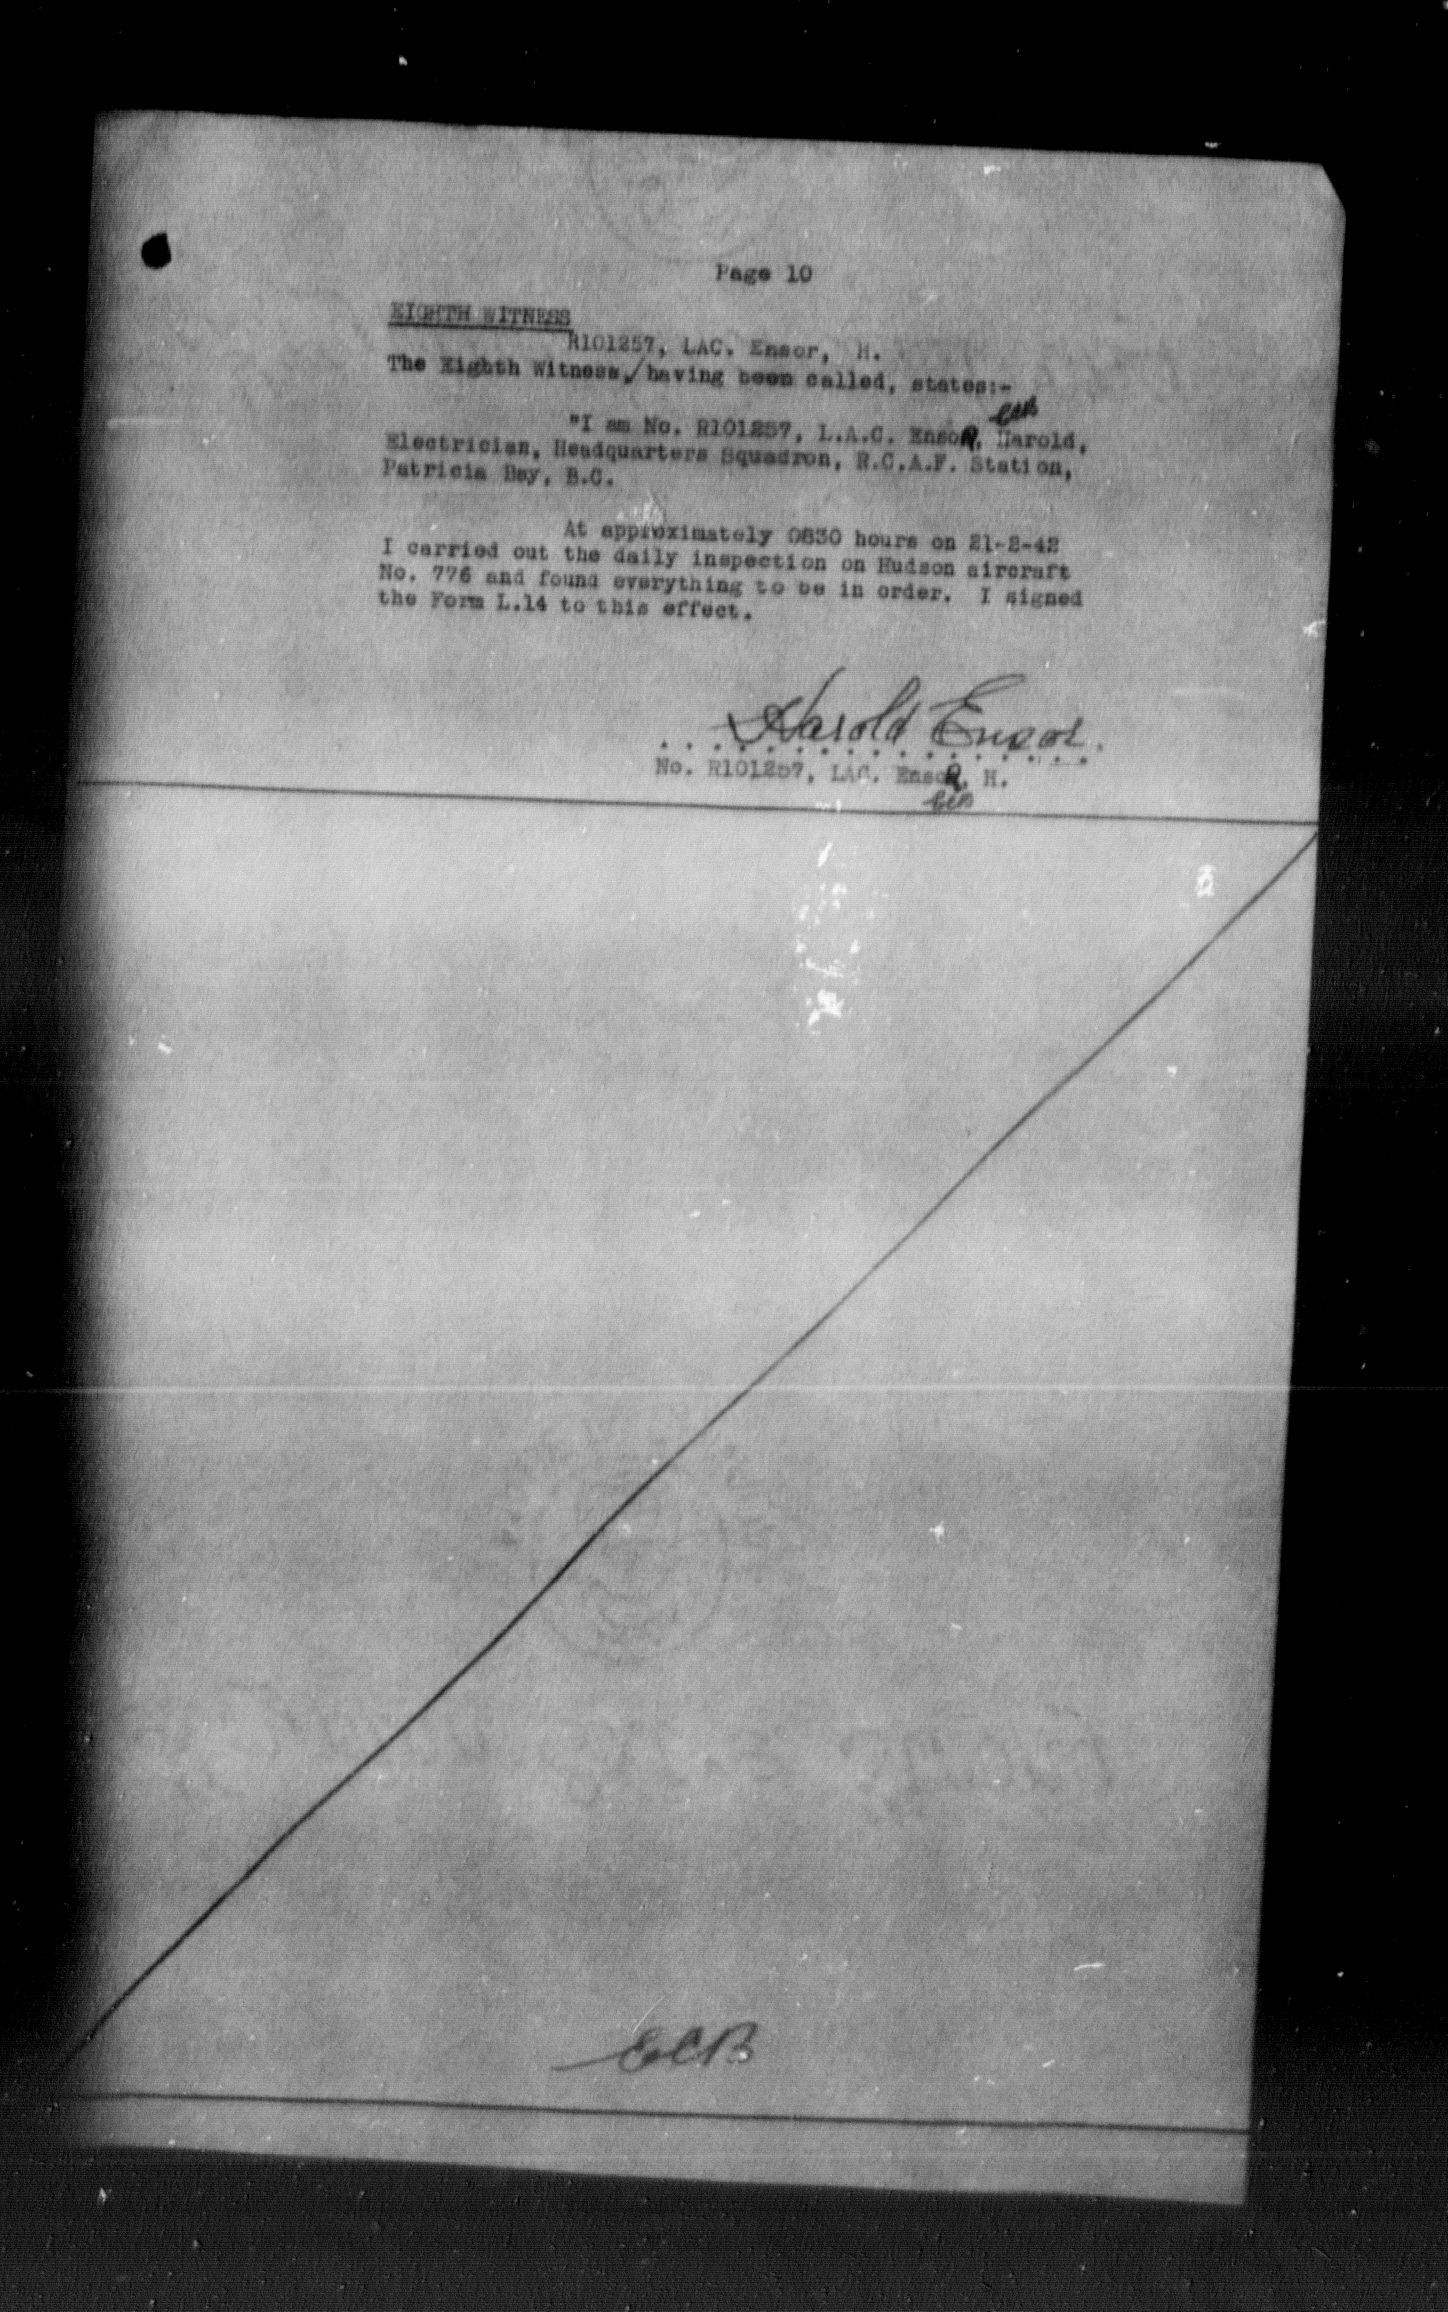 Page 10
EIGHTH WITNESS
R101257, LAC. Ensor, H.
The Eighth Witness,/having been called, states:-
ECB
"I am No. R101257, L.A.C. EnsoR, Harold,
Electrician, Headquarters Squadron, R.C.A.F. Station,
Patricia Bay, B.C.
At approximately 0830 hours on 21-2-42
I carried out the daily inspection on Hudson aircraft
No. 776 and found everything to be in order. I signed
the Form L.14 to this effect.
Harold Ensor.
No. R101257, LAC. EnsoR, H.
ECB
ECB